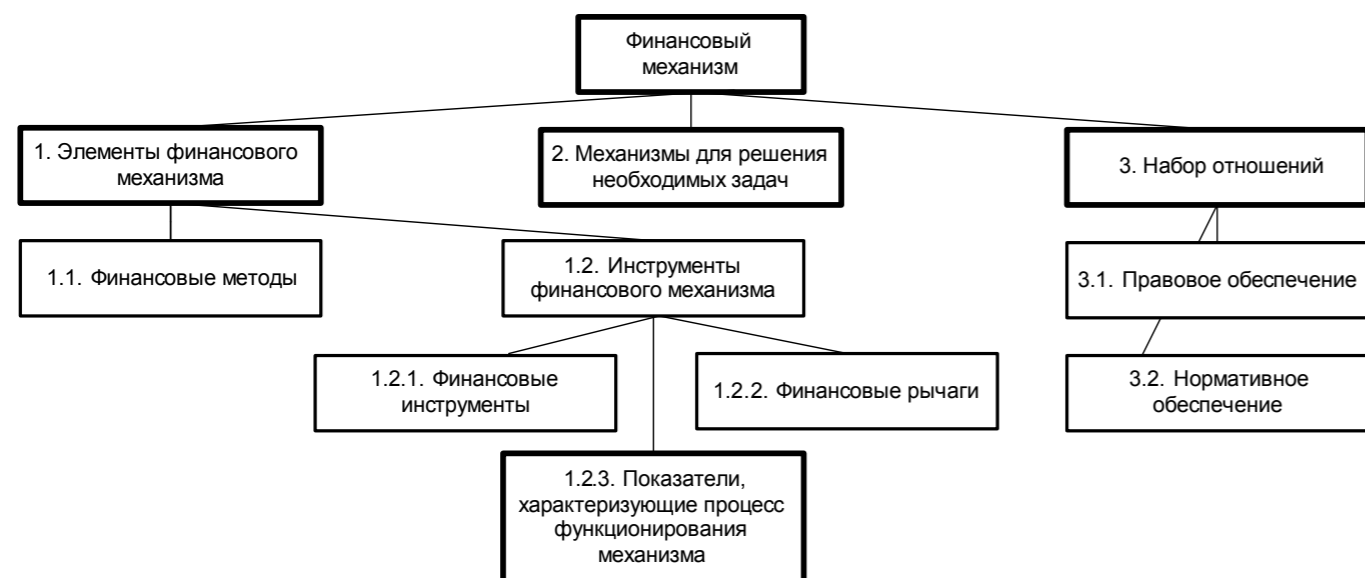 Финансовый
механизм
1. Элементы финансового
механизма
2. Механизмы для решения
необходимых задач
3. Набор отношений
1.1. Финансовые методы
1.2. Инструменты
финансового механизма
3.1. Правовое обеспечение
1.2.1. Финансовые
инструменты
1.2.2. Финансовые рычаги
3.2. Нормативное
обеспечение
1.2.3. Показатели,
характеризующие процесс
функционирования
механизма